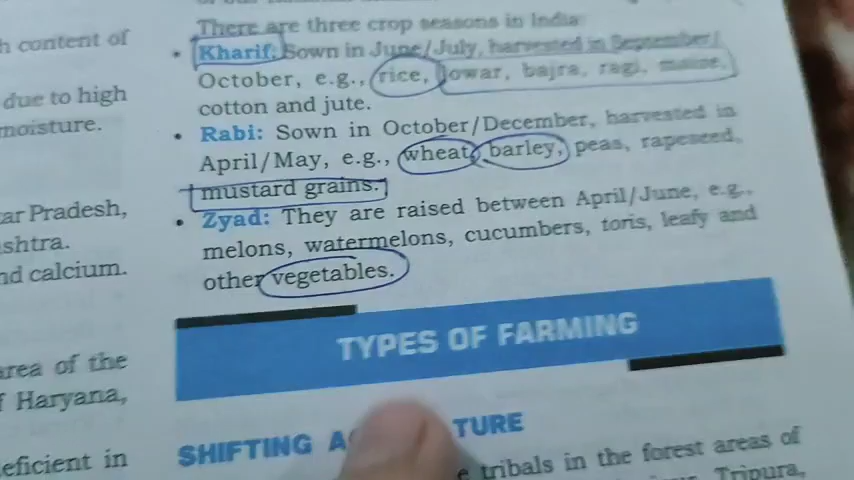 h content of
due to high
moisture.
ar Pradesh,
ashtra.
nd calcium.
area of the
f Haryana,
eficient in
There are three crop seasons in India
• Kharif: Sown in June/July, harvested in September/
October, e.g., rice, jowar, bajra, ragi, maize,
cotton and jute.
• Rabi: Sown in October/December, harvested in
April/May, e.g., wheat, barley, peas, rapeseed,
mustard grains.
• Zyad: They are raised between April/June, e.g.,
melons, watermelons, cucumbers, toris, leafy and
other vegetables.
TYPES OF FARMING
SHIFTING A TURE
e tribals in the forest areas of
Tripura,